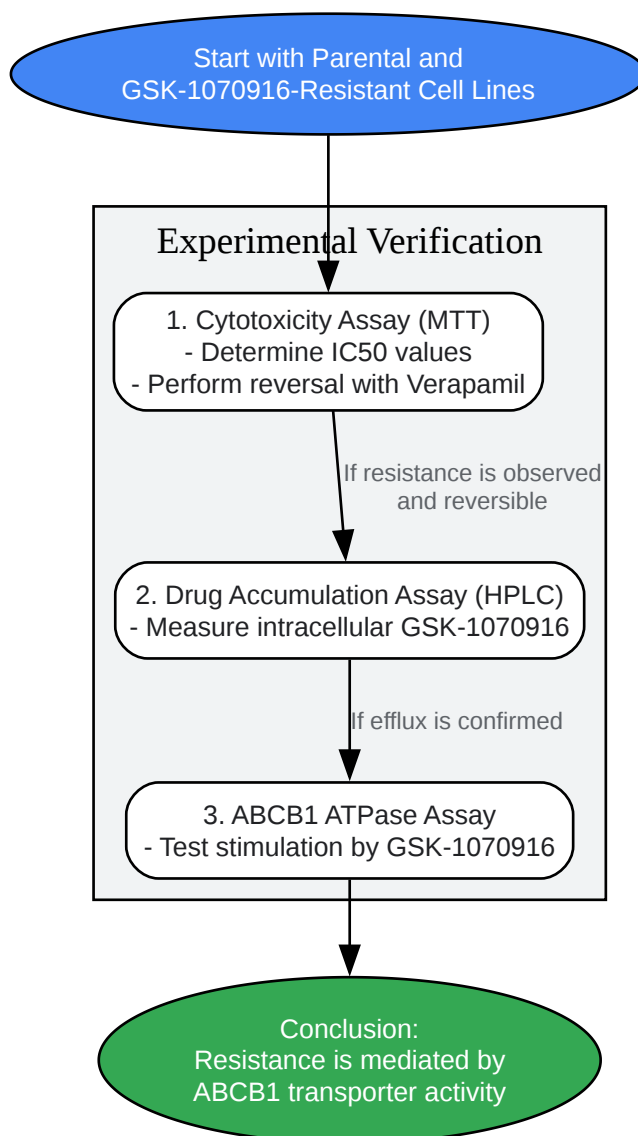 Start with Parental and
GSK-1070916-Resistant Cell Lines
Experimental Verification
1. Cytotoxicity Assay (MTT)
- Determine IC50 values
- Perform reversal with Verapamil
If resistance is observed
and reversible
2. Drug Accumulation Assay (HPLC)
- Measure intracellular GSK-1070916
If efflux is confirmed
3. ABCB1 ATPase Assay
- Test stimulation by GSK-1070916
Conclusion:
Resistance is mediated by
ABCB1 transporter activity